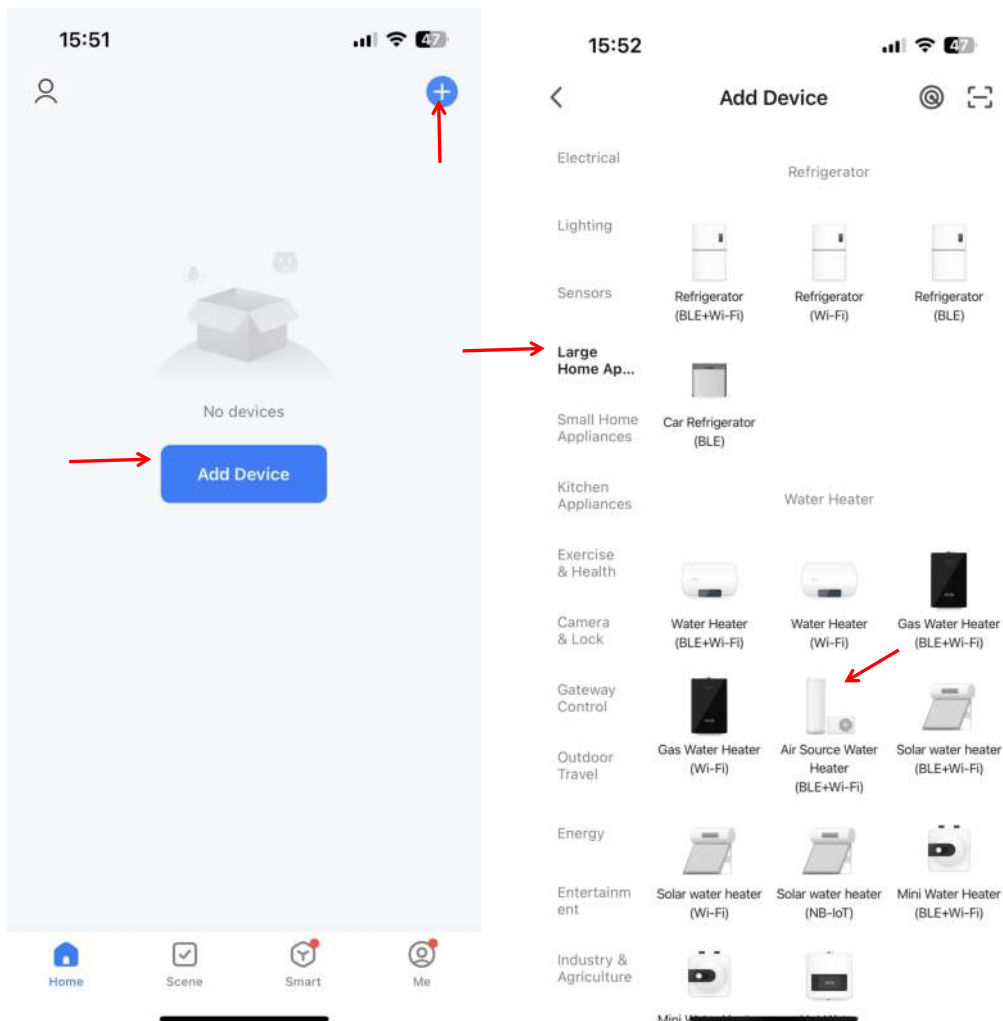 15:51
47
No devices
Add Device
Home
Scene
Smart
Me
15:52
47
Add Device
Electrical
Lighting
Sensors
Large
Home Ap...
Small Home
Appliances
Kitchen
Appliances
Exercise
& Health
Camera
& Lock
Gateway
Control
Outdoor
Travel
Energy
Entertainm
ent
Industry &
Agriculture
Refrigerator
Refrigerator
(BLE+Wi-Fi)
Refrigerator
(Wi-Fi)
Refrigerator
(BLE)
Car Refrigerator
(BLE)
Water Heater
Water Heater
(BLE+Wi-Fi)
Water Heater
(Wi-Fi)
Gas Water Heater
(BLE+Wi-Fi)
Gas Water Heater
(Wi-Fi)
Air Source Water
Heater
(BLE+Wi-Fi)
Solar water heater
(BLE+Wi-Fi)
Solar water heater
(Wi-Fi)
Solar water heater
(NB-IoT)
Mini Water Heater
(BLE+Wi-Fi)
Mini